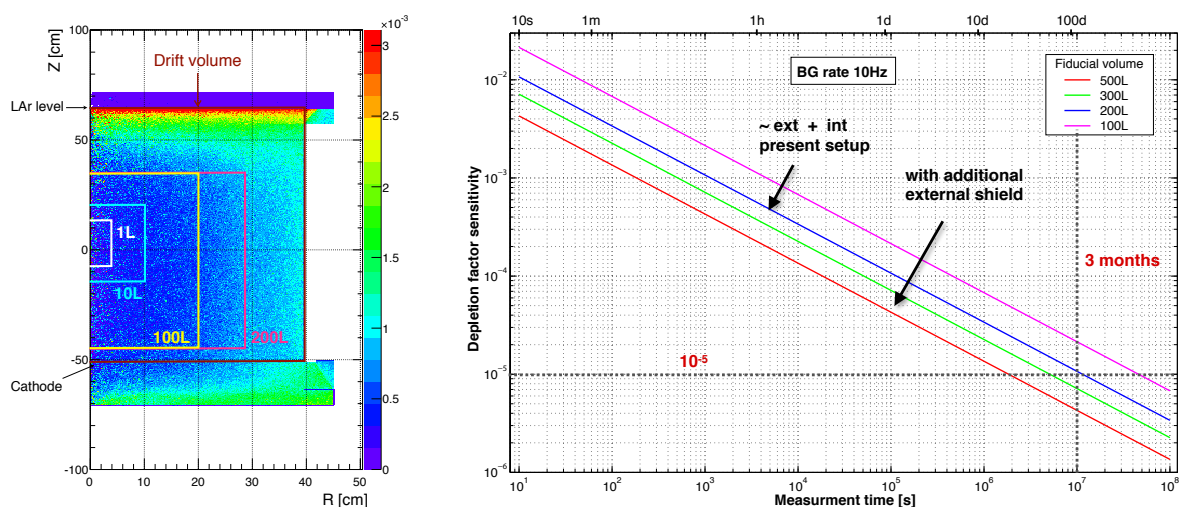 Z [cm]
100
50
0
-50
-100
LAr level
Cathode
Drift volume
1L
10L
100L
200L
0 10 20 30 40 50
R [cm]
×10⁻³
3
2.5
2
1.5
1
0.5
0
10s 1m 1h 1d 10d 100d
Depletion factor sensitivity
10⁻²
10⁻³
10⁻⁴
10⁻⁵
10⁻⁶
BG rate 10Hz
Fiducial volume
500L
300L
200L
100L
~ ext + int
present setup
with additional
external shield
3 months
10⁻⁵
10¹ 10² 10³ 10⁴ 10⁵ 10⁶ 10⁷ 10⁸
Measurment time [s]